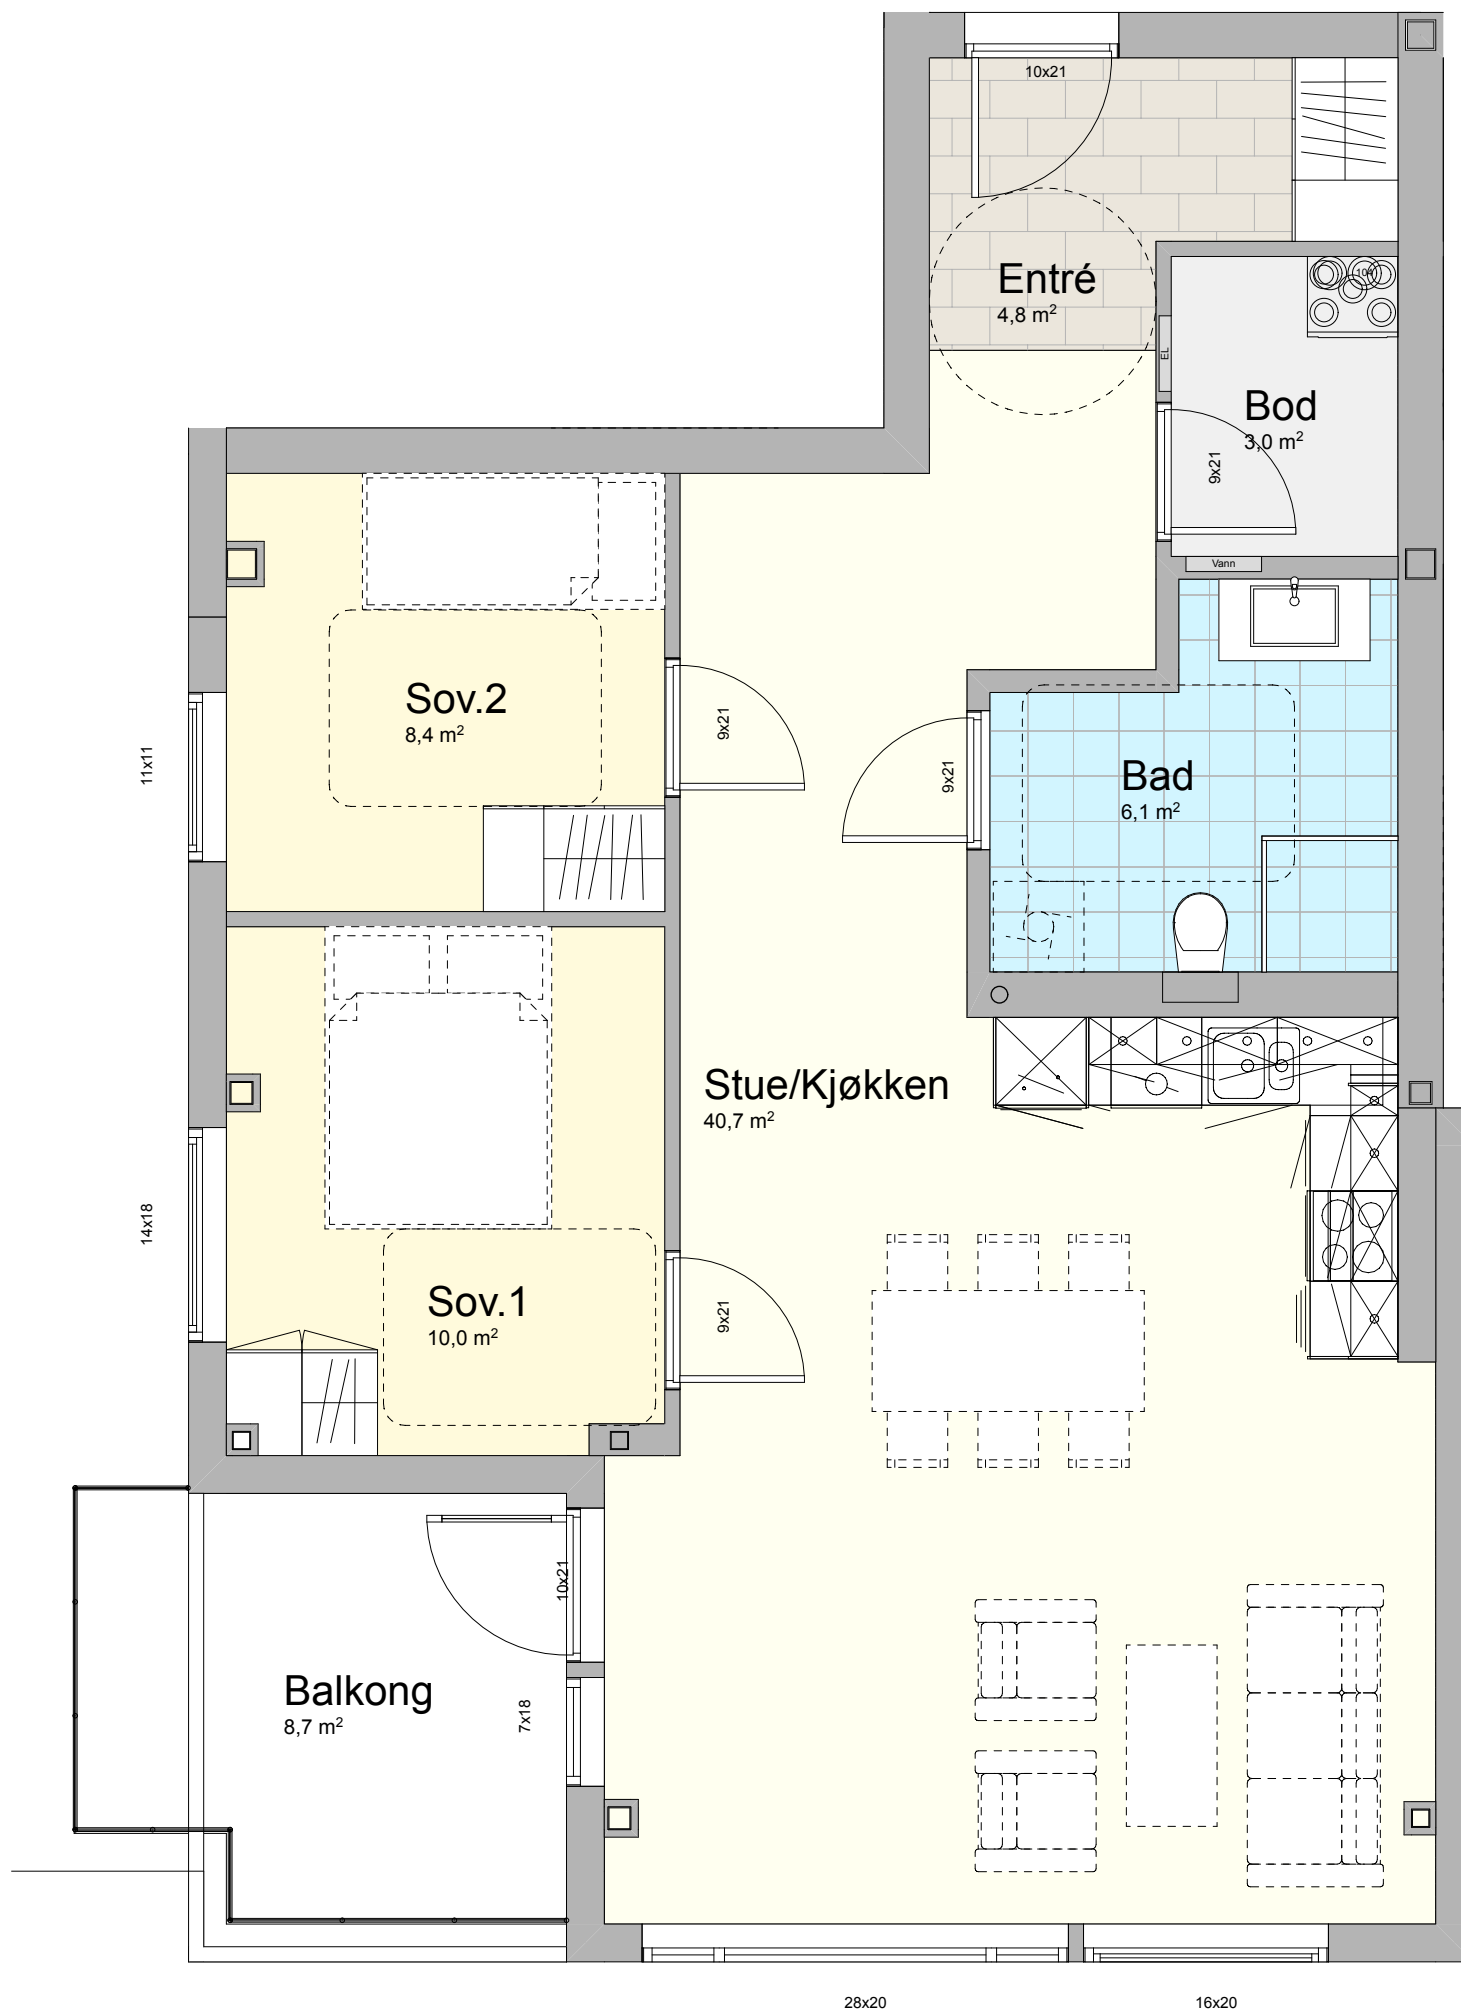 10x21
Entré
4,8 m²
104
EL
Bod
3,0 m²
9x21
Vann
Sov.2
8,4 m²
9x21
11x11
9x21
Bad
6,1 m²
Stue/Kjøkken
40,7 m²
14x18
Sov.1
10,0 m²
9x21
10x21
Balkong
8,7 m²
7x18
28x20
16x20